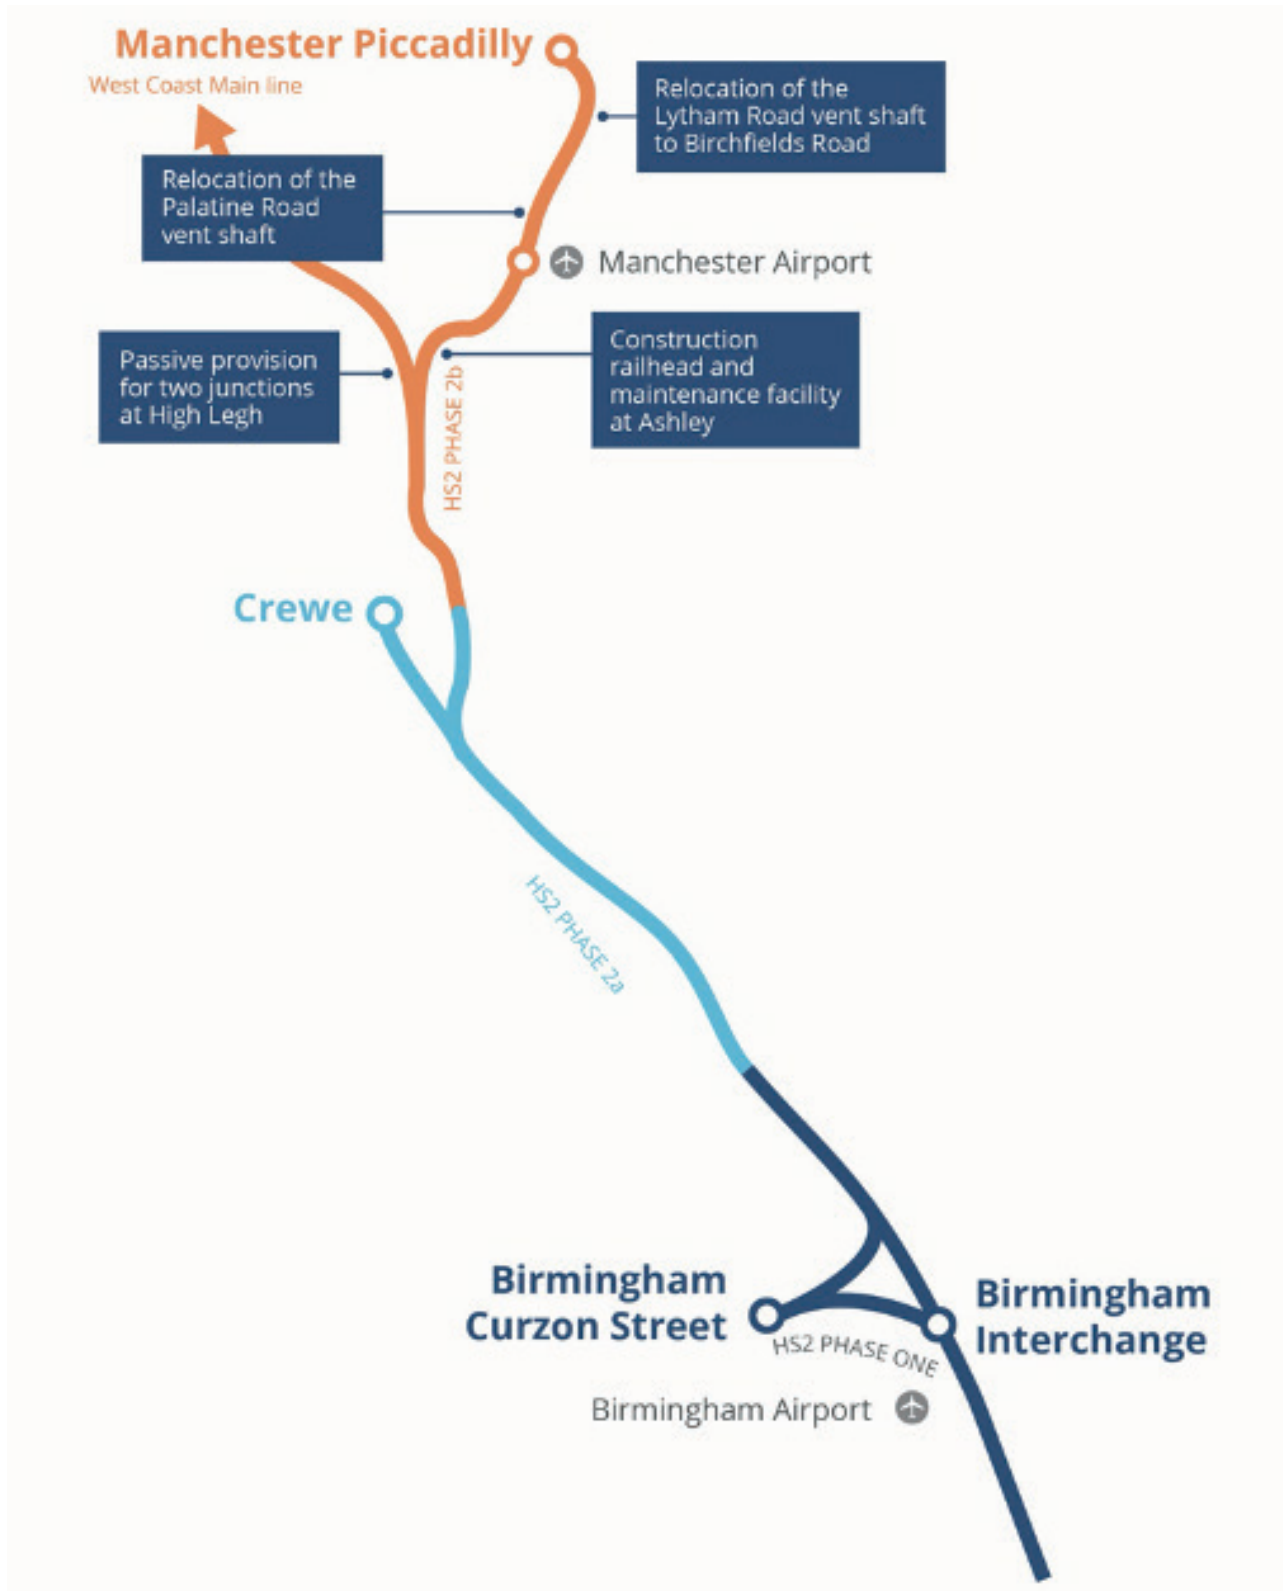 Manchester Piccadilly
West Coast Main line
Relocation of the
Lytham Road vent shaft
to Birchfields Road
Relocation of the
Palatine Road
vent shaft
Manchester Airport
Passive provision
for two junctions
at High Legh
Construction
railhead and
maintenance facility
at Ashley
HS2 PHASE 2b
Crewe
HS2 PHASE 2a
Birmingham
Curzon Street
Birmingham
Interchange
HS2 PHASE ONE
Birmingham Airport